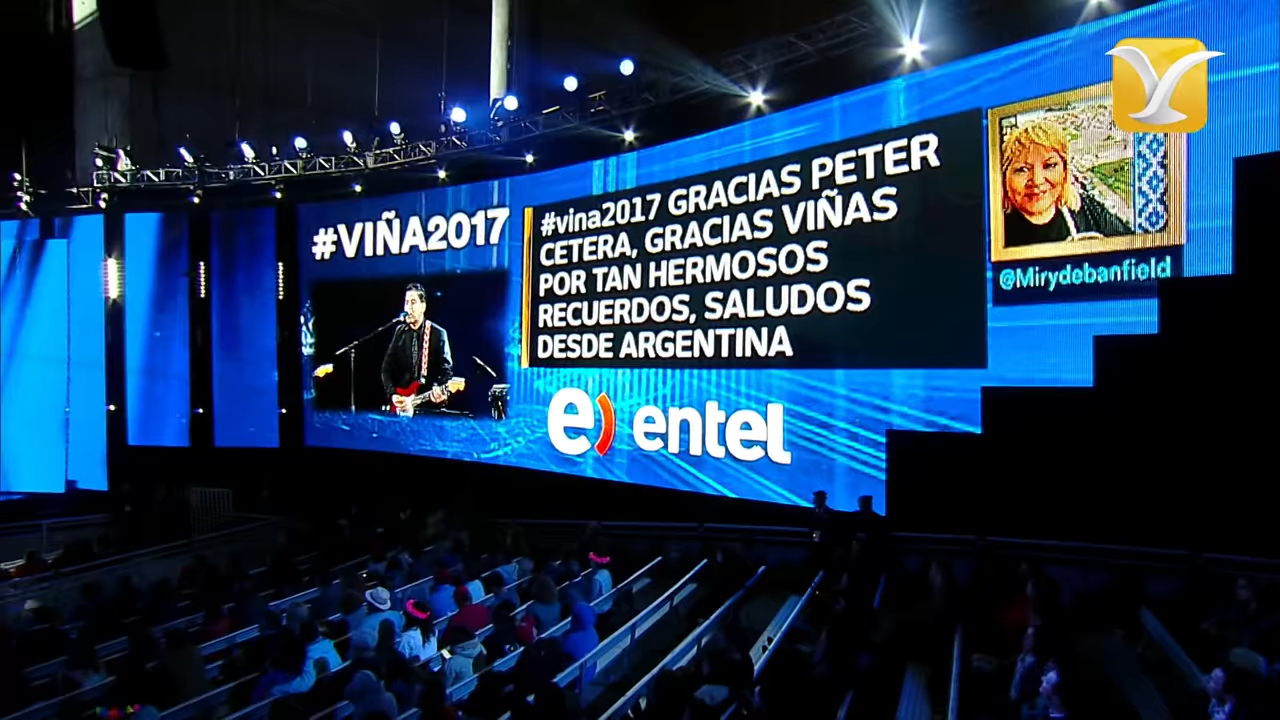 #VIÑA2017
#vina2017 GRACIAS PETER
CETERA, GRACIAS VIÑAS
POR TAN HERMOSOS
RECUERDOS, SALUDOS
DESDE ARGENTINA
@Mirydebanfield
e) entel